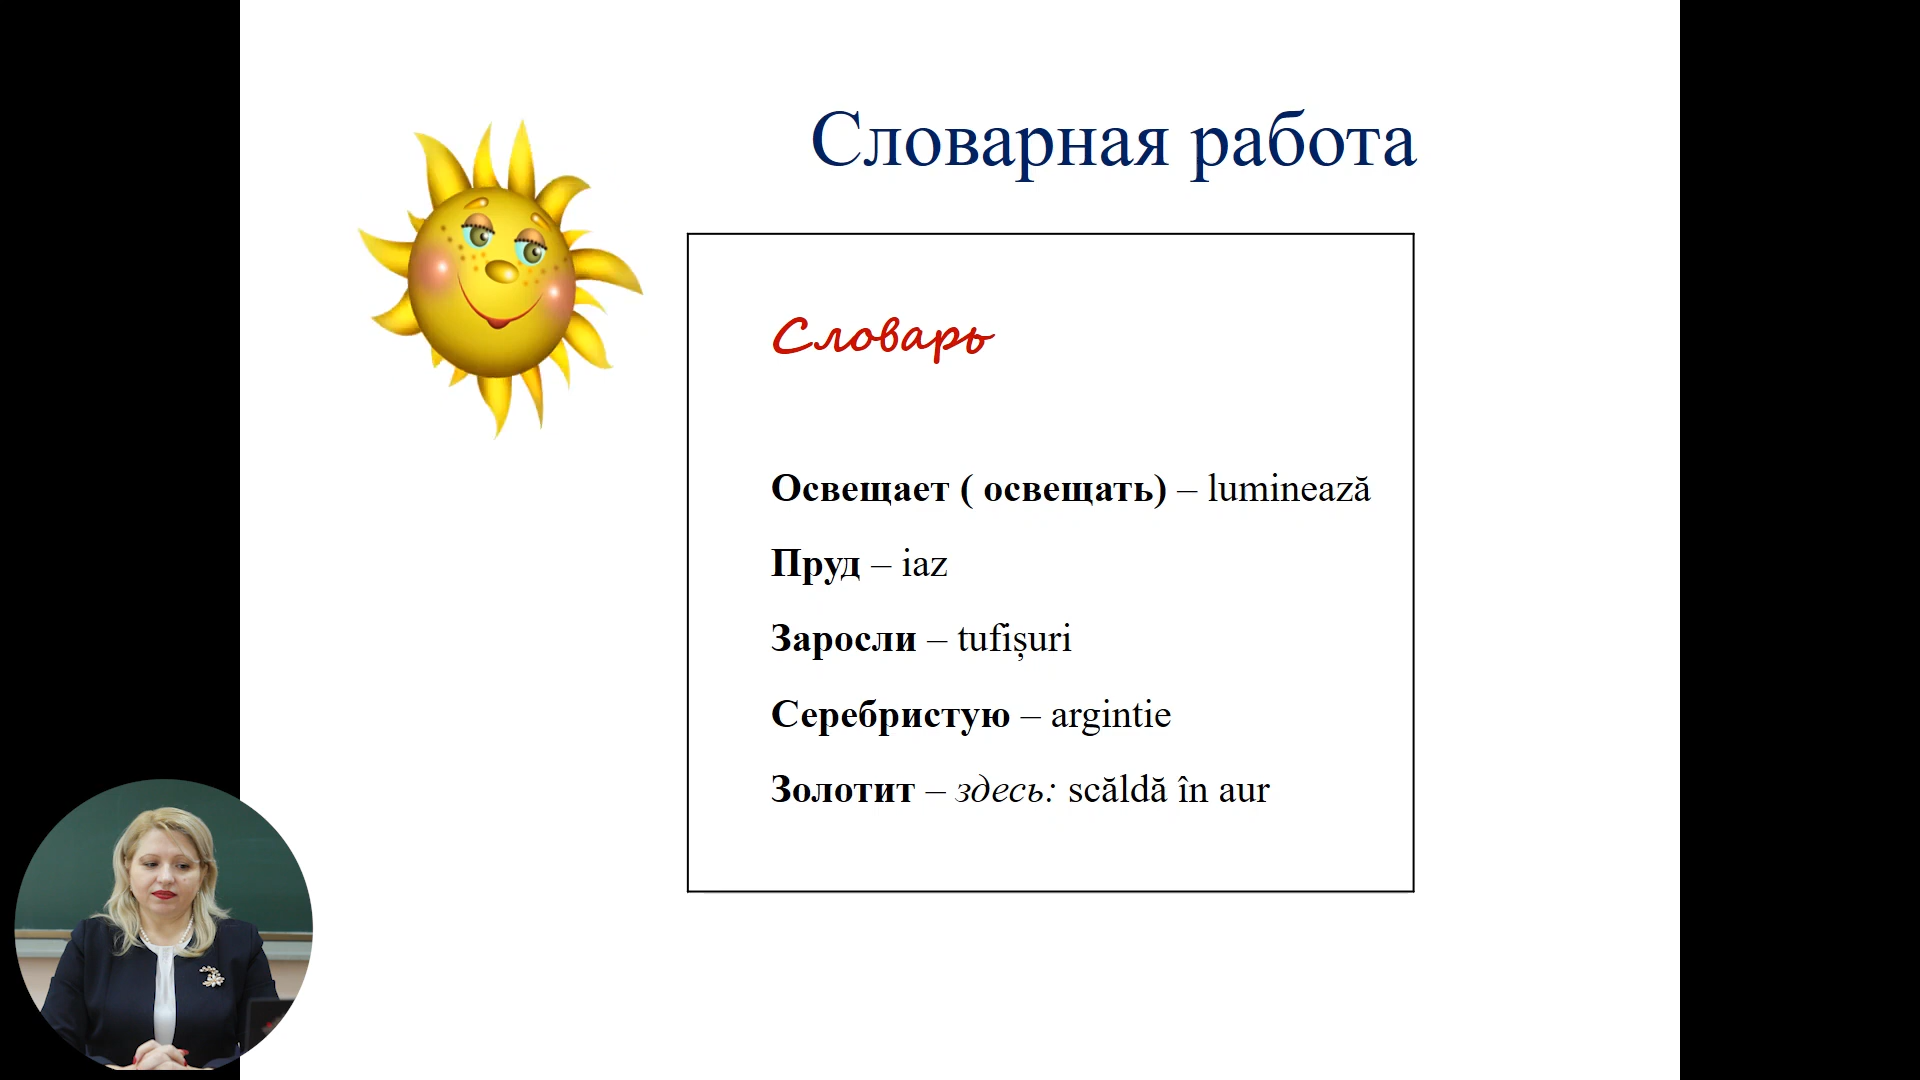 Словарная работа
Словарь
Освещает ( освещать) – luminează
Пруд – iaz
Заросли – tufișuri
Серебристую – argintie
Золотит – здесь: scăldă în aur